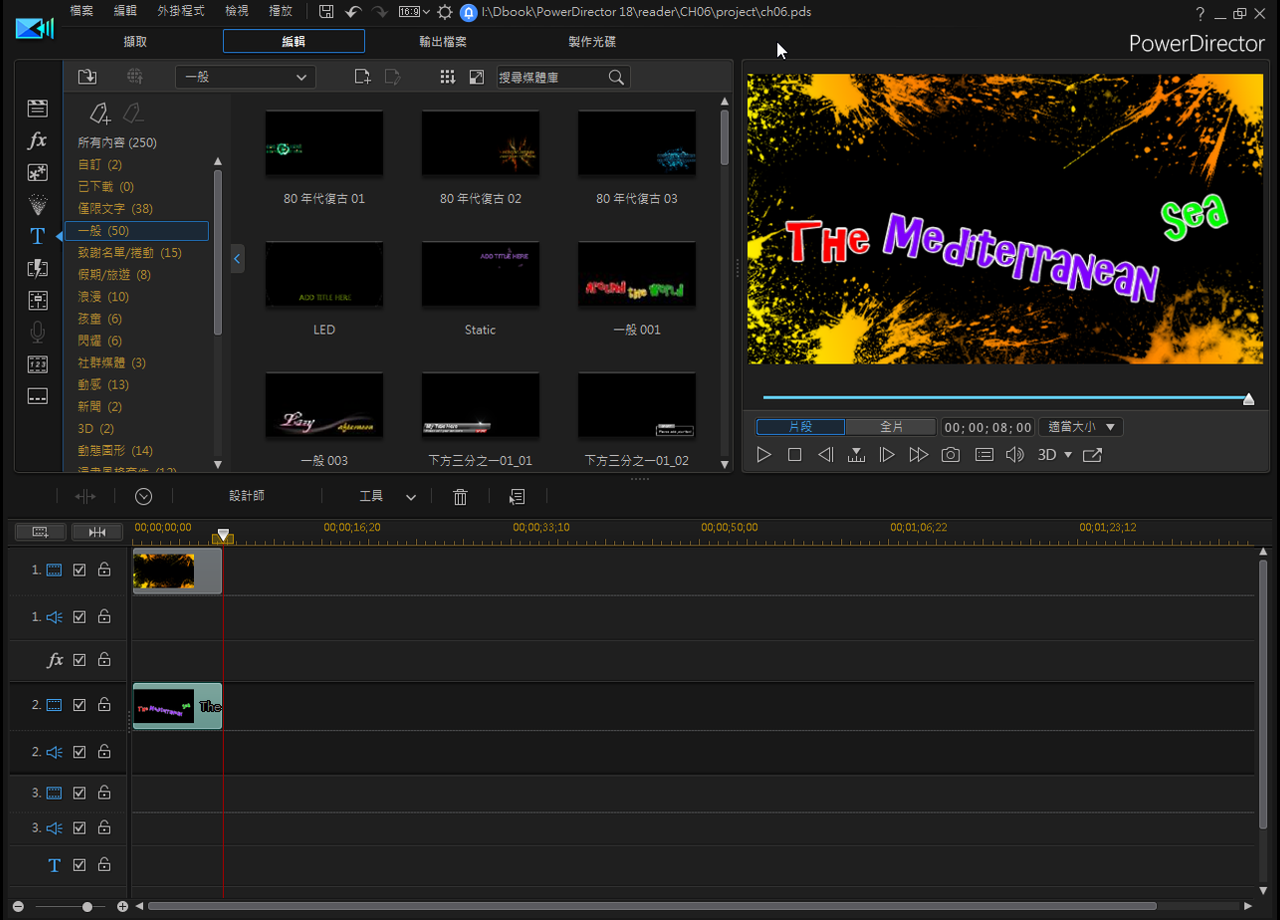 檔案 編輯 外掛程式 檢視 播放 16:9 I:\Dbook\PowerDirector 18\reader\CH06\project\ch06.pds ?
擷取 編輯 輸出檔案 製作光碟 PowerDirector
一般 搜尋媒體庫
所有內容 (250)
自訂 (2)
已下載 (0)
僅限文字 (38)
一般 (50)
致謝名單/捲動 (15)
假期/旅遊 (8)
浪漫 (10)
孩童 (6)
閃耀 (6)
社群媒體 (3)
動感 (13)
新聞 (2)
3D (2)
動態圖形 (14)
fx
T
80 年代復古 01 80 年代復古 02 80 年代復古 03
ADD TITLE HERE
ADD TITLE HERE
Around the World
LED Static 一般 001
Lazy afternoon
My Title Here
一般 003 下方三分之一01_01 下方三分之一01_02
The Mediterranean Sea
片段 全片 00; 00; 08; 00 適當大小
3D
設計師 工具
00;00;00;00 00;00;16;20 00;00;33;10 00;00;50;00 00;01;06;22 00;01;23;12
1.
1.
fx
2. The Mediterranean Sea The
2.
3.
3.
T